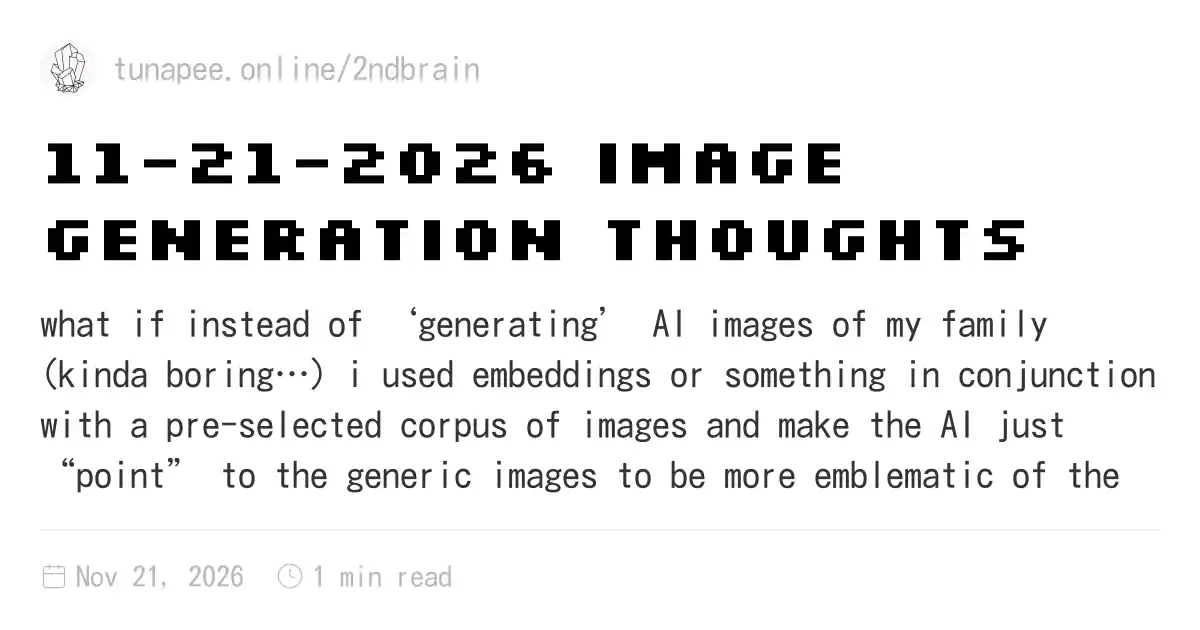 tunapee.online/2ndbrain
11-21-2026 IMAGE
GENERATION THOUGHTS
what if instead of ‘generating’ AI images of my family
(kinda boring…) i used embeddings or something in conjunction
with a pre-selected corpus of images and make the AI just
“point” to the generic images to be more emblematic of the
Nov 21, 2026 1 min read